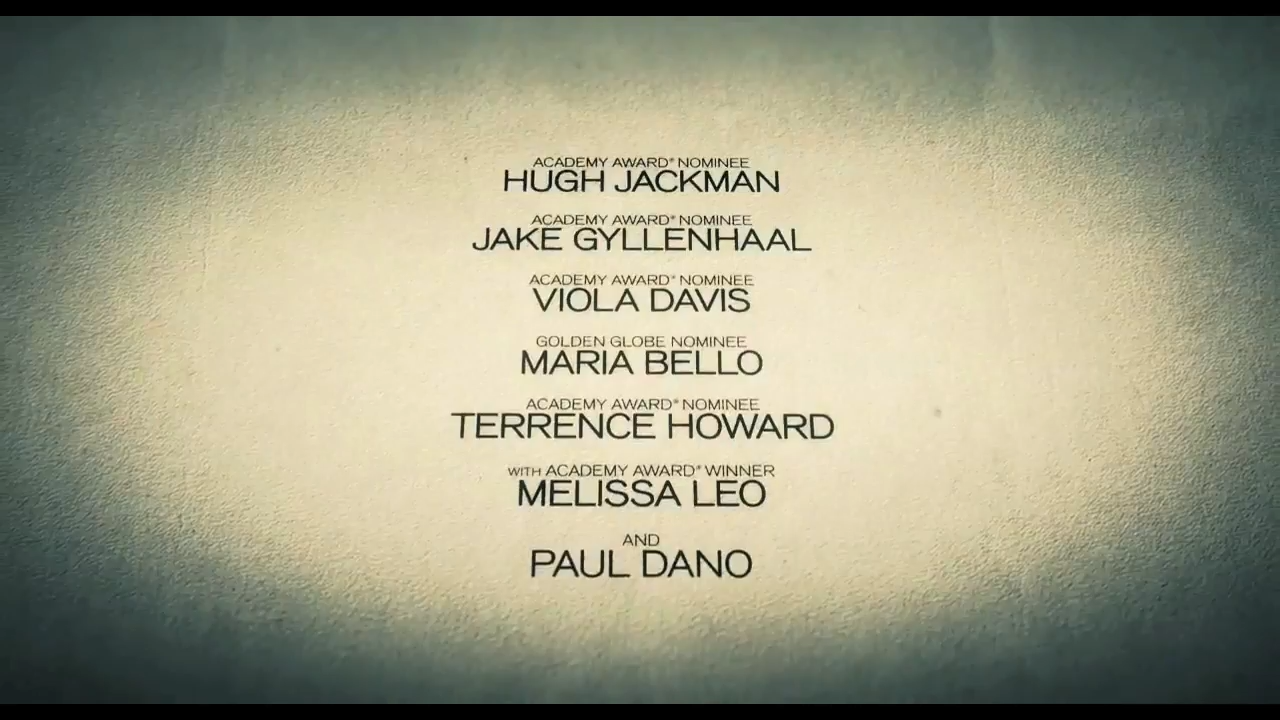 ACADEMY AWARD® NOMINEE
HUGH JACKMAN
ACADEMY AWARD® NOMINEE
JAKE GYLLENHAAL
ACADEMY AWARD® NOMINEE
VIOLA DAVIS
GOLDEN GLOBE NOMINEE
MARIA BELLO
ACADEMY AWARD® NOMINEE
TERRENCE HOWARD
WITH ACADEMY AWARD® WINNER
MELISSA LEO
AND
PAUL DANO